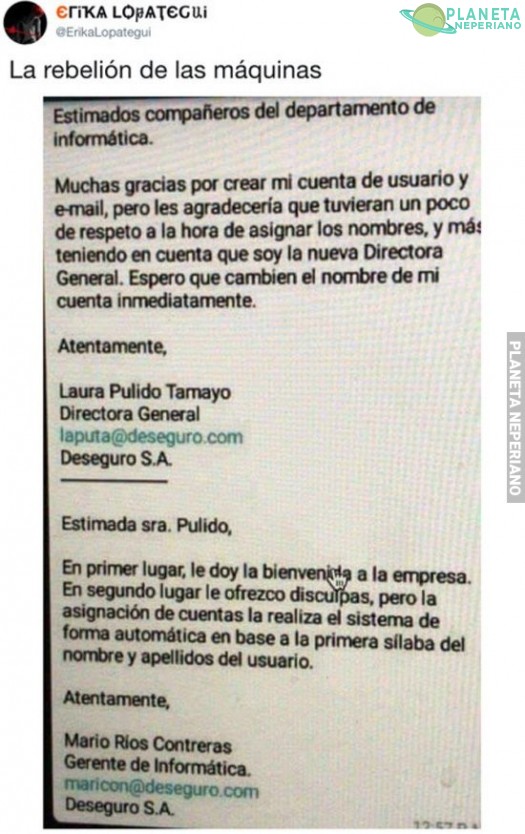 ЄГїКА LOpAŢЄGUi
@ErikaLopategui
PLANETA
NEPERIANO
La rebelión de las máquinas
Estimados compañeros del departamento de
informática.
Muchas gracias por crear mi cuenta de usuario y
e-mail, pero les agradecería que tuvieran un poco
de respeto a la hora de asignar los nombres, y más
teniendo en cuenta que soy la nueva Directora
General. Espero que cambien el nombre de mi
cuenta inmediatamente.
Atentamente,
Laura Pulido Tamayo
Directora General
laputa@deseguro.com
Deseguro S.A.
Estimada sra. Pulido,
En primer lugar, le doy la bienvenida a la empresa.
En segundo lugar le ofrezco disculpas, pero la
asignación de cuentas la realiza el sistema de
forma automática en base a la primera sílaba del
nombre y apellidos del usuario.
Atentamente,
Mario Ríos Contreras
Gerente de Informática.
maricon@deseguro.com
Deseguro S.A.
PLANETA NEPERIANO